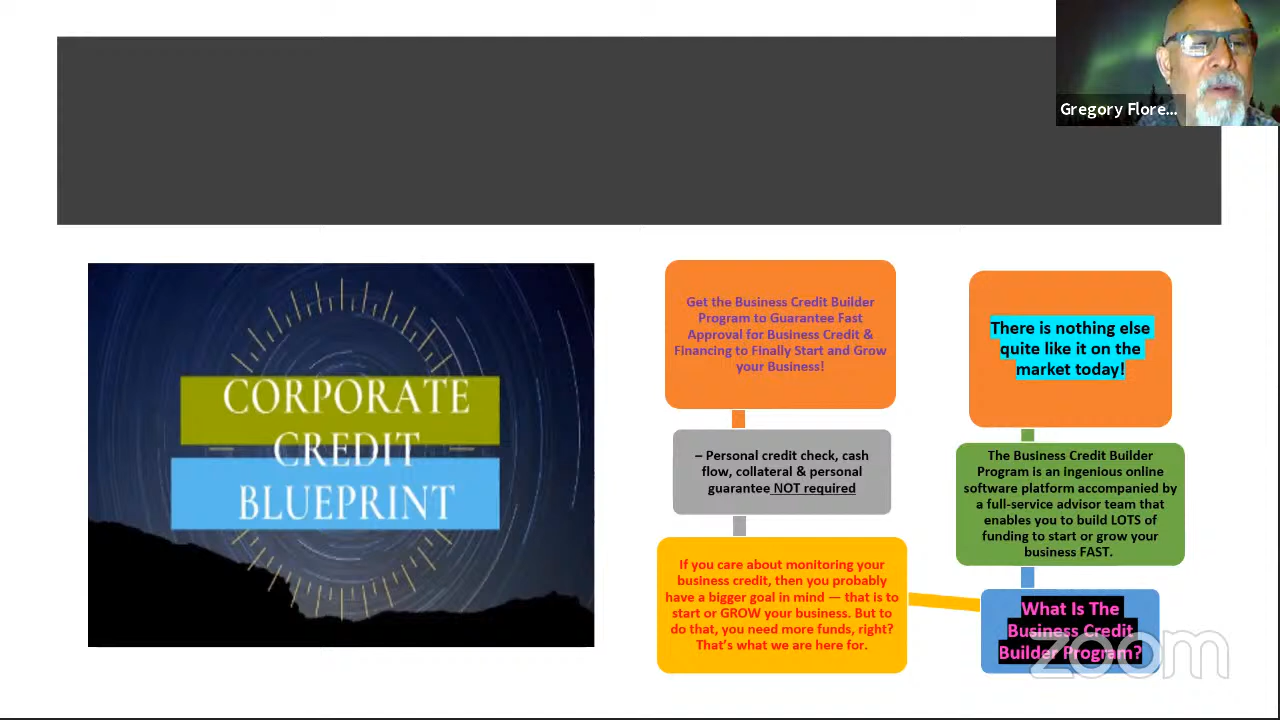 Gregory Flore...
CORPORATE
CREDIT
BLUEPRINT
Get the Business Credit Builder
Program to Guarantee Fast
Approval for Business Credit &
Financing to Finally Start and Grow
your Business!
– Personal credit check, cash
flow, collateral & personal
guarantee NOT required
If you care about monitoring your
business credit, then you probably
have a bigger goal in mind — that is to
start or GROW your business. But to
do that, you need more funds, right?
That's what we are here for.
What Is The
Business Credit
Builder Program?
The Business Credit Builder
Program is an ingenious online
software platform accompanied by
a full-service advisor team that
enables you to build LOTS of
funding to start or grow your
business FAST.
There is nothing else
quite like it on the
market today!
zoom